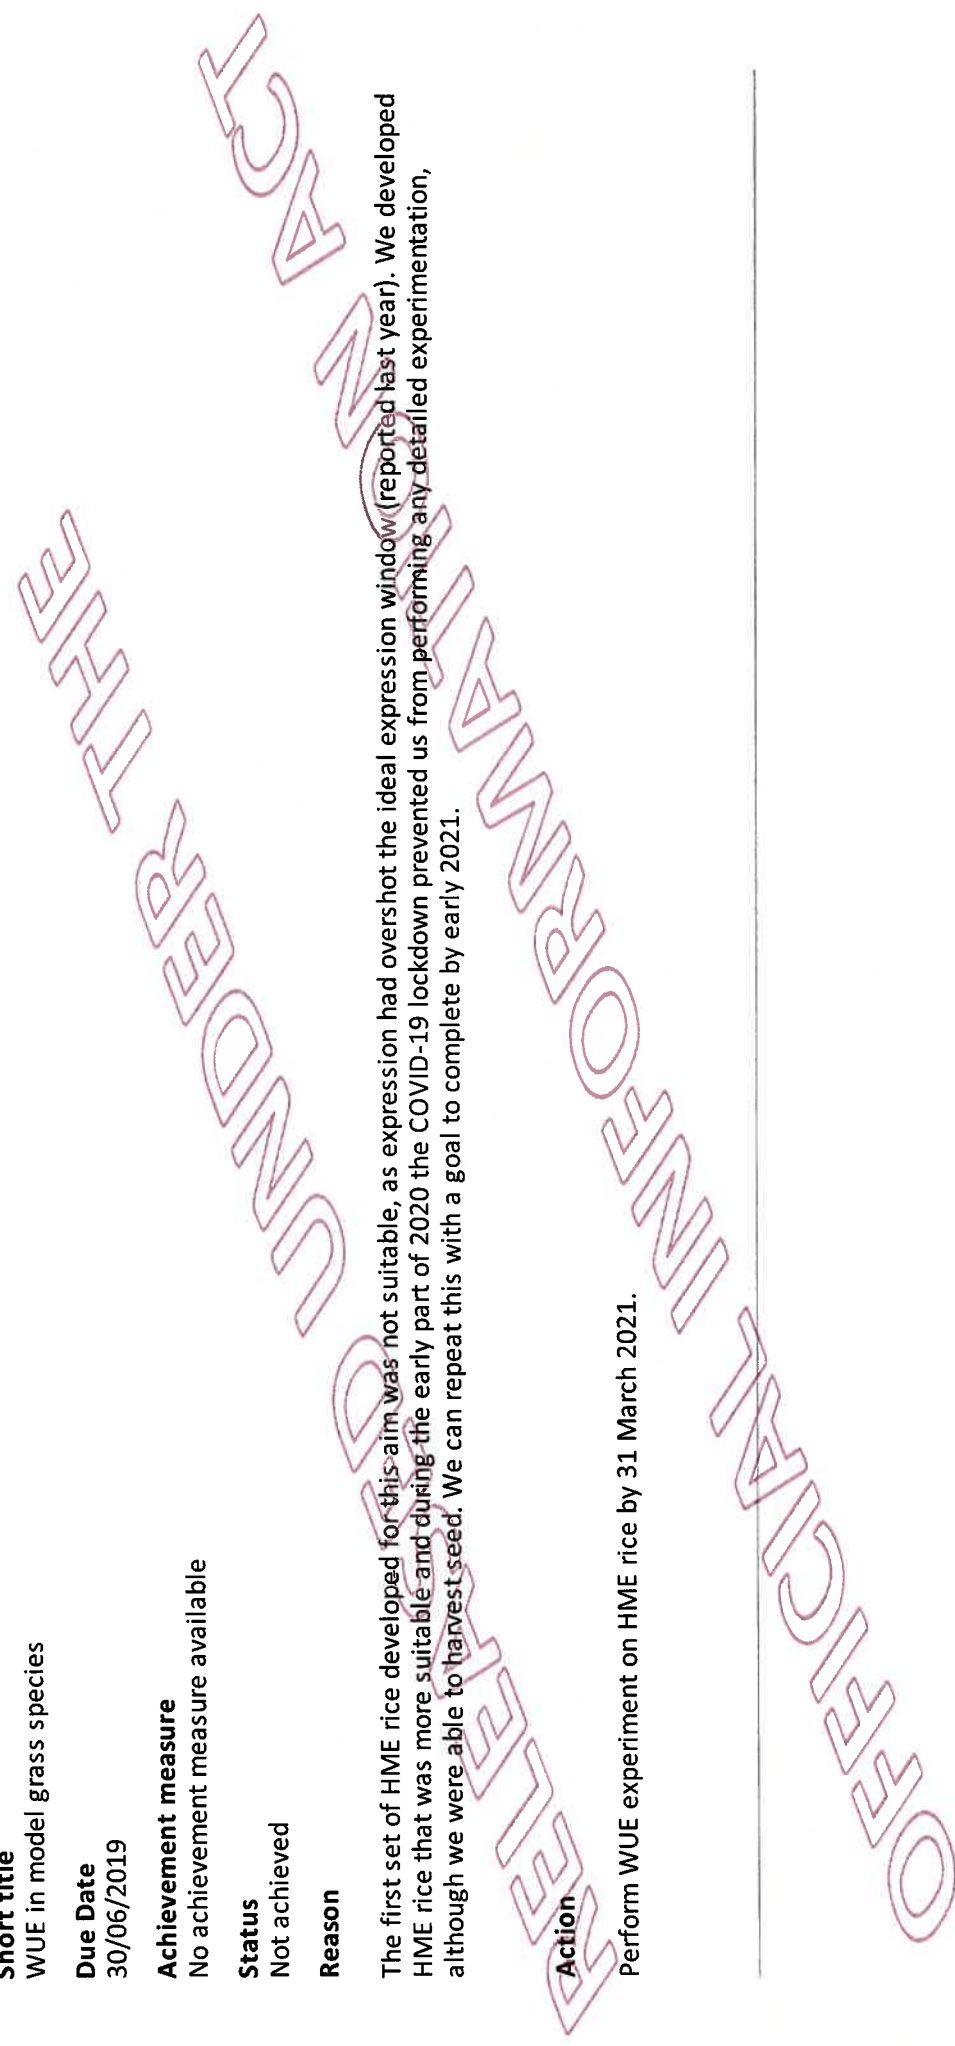 Short title
WUE in model grass species
Due Date
30/06/2019
Achievement measure
No achievement measure available
Status
Not achieved
Reason
The first set of HME rice developed for this aim was not suitable, as expression had overshot the ideal expression window (reported last year). We developed
HME rice that was more suitable and during the early part of 2020 the COVID-19 lockdown prevented us from performing any detailed experimentation,
although we were able to harvest seed. We can repeat this with a goal to complete by early 2021.
Action
Perform WUE experiment on HME rice by 31 March 2021.
RELEASED UNDER THE
OFFICIAL INFORMATION ACT